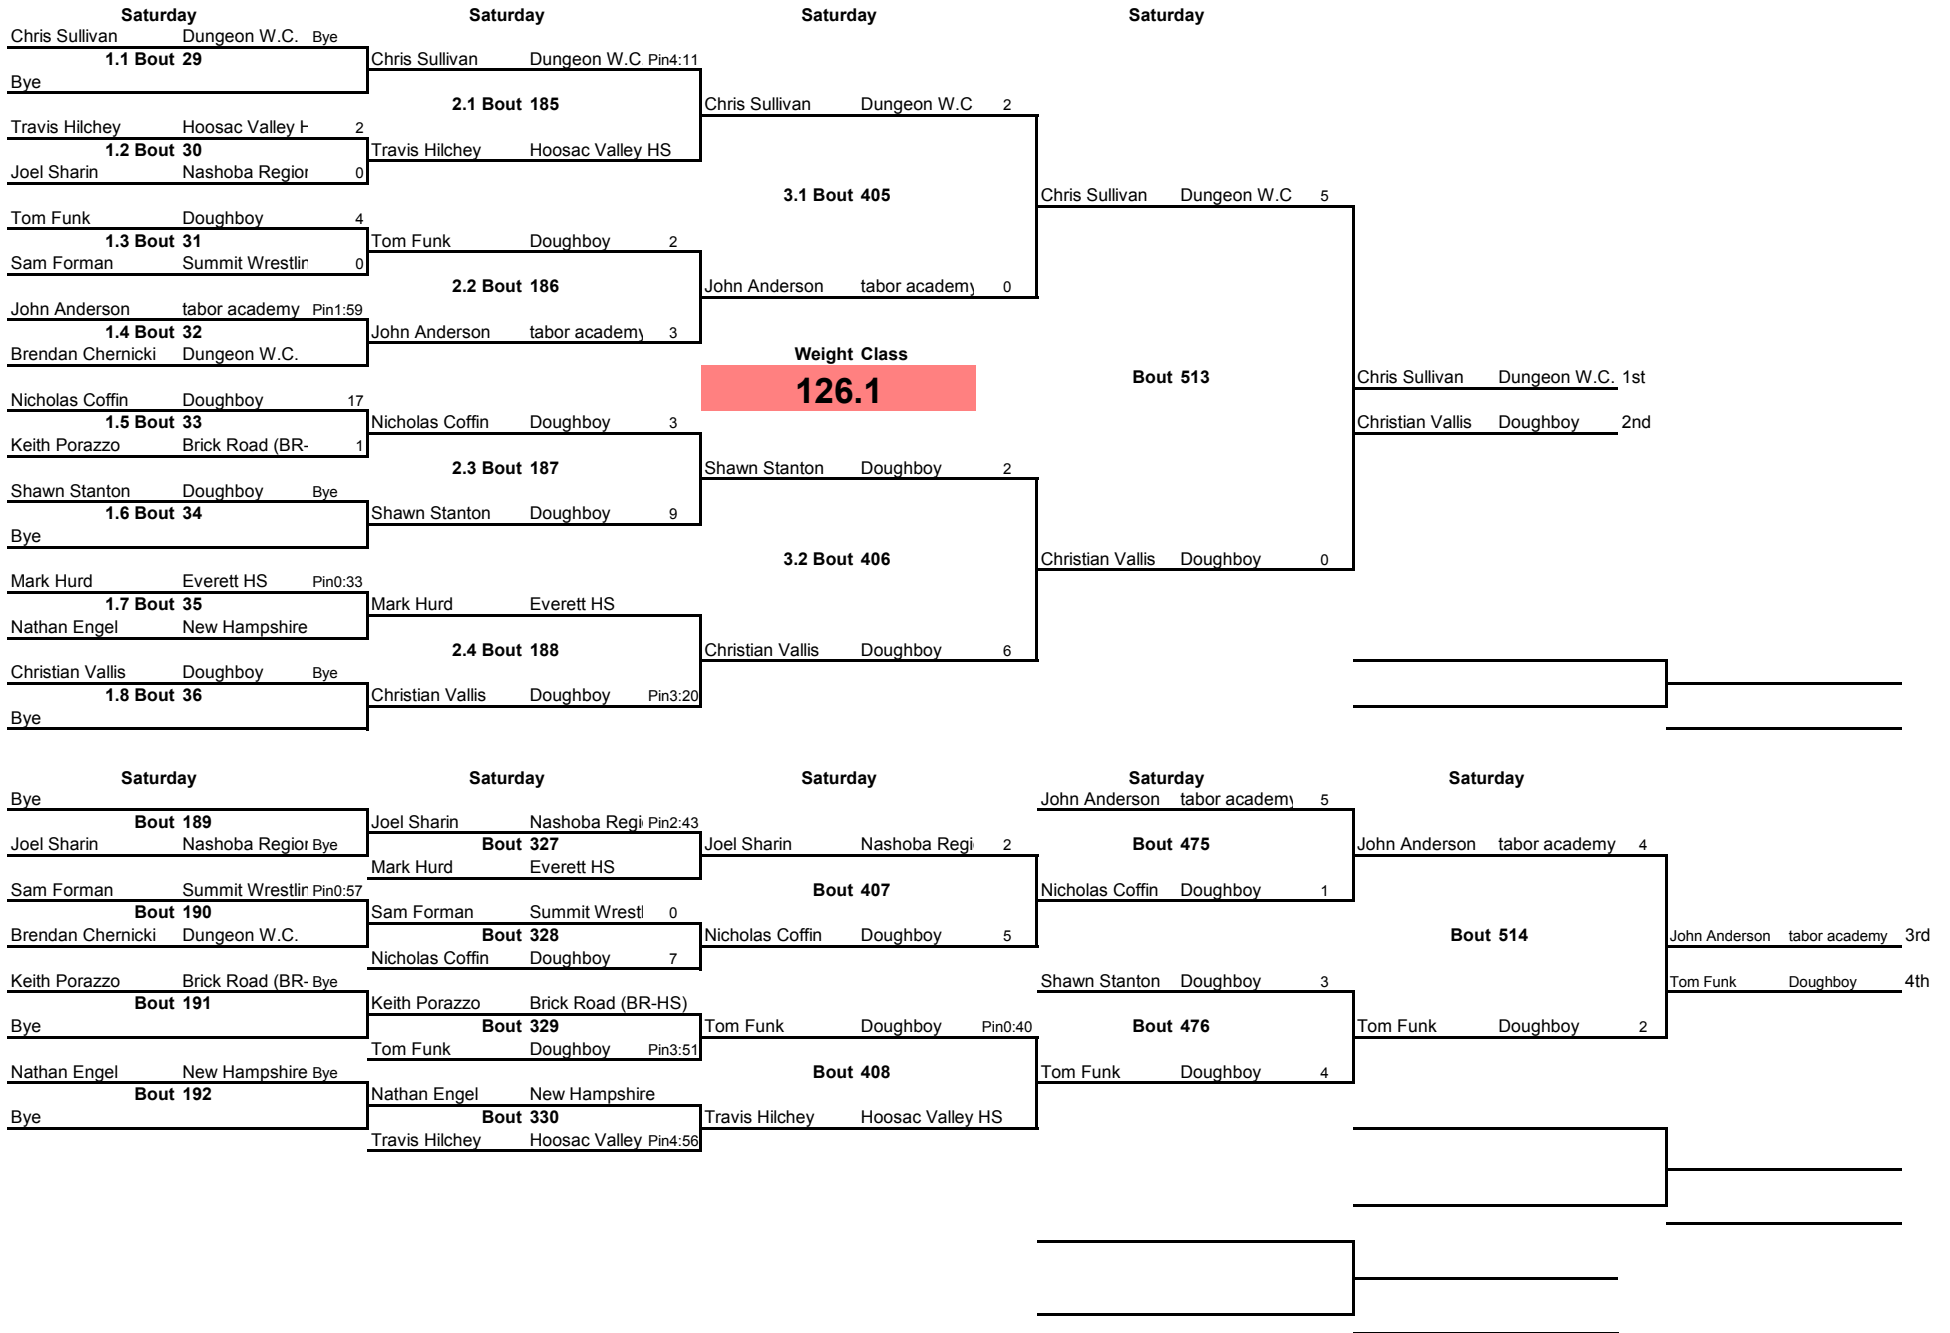 Saturday Saturday Saturday Saturday
Chris Sullivan Dungeon W.C. Bye
1.1 Bout 29 Chris Sullivan Dungeon W.C Pin4:11
Bye
2.1 Bout 185 Chris Sullivan Dungeon W.C 2
Travis Hilchey Hoosac Valley H 2
1.2 Bout 30 Travis Hilchey Hoosac Valley HS
Joel Sharin Nashoba Region 0
3.1 Bout 405 Chris Sullivan Dungeon W.C 5
Tom Funk Doughboy 4
1.3 Bout 31 Tom Funk Doughboy 2
Sam Forman Summit Wrestlin 0
2.2 Bout 186 John Anderson tabor academy 0
John Anderson tabor academy Pin1:59
1.4 Bout 32 John Anderson tabor academy 3
Brendan Chernicki Dungeon W.C. Weight Class
126.1 Bout 513 Chris Sullivan Dungeon W.C. 1st
Nicholas Coffin Doughboy 17
1.5 Bout 33 Nicholas Coffin Doughboy 3 Christian Vallis Doughboy 2nd
Keith Porazzo Brick Road (BR- 1
2.3 Bout 187 Shawn Stanton Doughboy 2
Shawn Stanton Doughboy Bye
1.6 Bout 34 Shawn Stanton Doughboy 9
Bye
3.2 Bout 406 Christian Vallis Doughboy 0
Mark Hurd Everett HS Pin0:33
1.7 Bout 35 Mark Hurd Everett HS
Nathan Engel New Hampshire
2.4 Bout 188 Christian Vallis Doughboy 6
Christian Vallis Doughboy Bye
1.8 Bout 36 Christian Vallis Doughboy Pin3:20
Bye
Saturday Saturday Saturday Saturday Saturday
Bye John Anderson tabor academy 5
Bout 189 Joel Sharin Nashoba Regi Pin2:43
Joel Sharin Nashoba Region Bye Bout 327 Joel Sharin Nashoba Regi 2 Bout 475 John Anderson tabor academy 4
Mark Hurd Everett HS
Sam Forman Summit Wrestlin Pin0:57 Bout 407 Nicholas Coffin Doughboy 1
Bout 190 Sam Forman Summit Wrestl 0
Brendan Chernicki Dungeon W.C. Bout 328 Nicholas Coffin Doughboy 5 Bout 514 John Anderson tabor academy 3rd
Nicholas Coffin Doughboy 7
Keith Porazzo Brick Road (BR- Bye Shawn Stanton Doughboy 3 Tom Funk Doughboy 4th
Bout 191 Keith Porazzo Brick Road (BR-HS)
Bye Bout 329 Tom Funk Doughboy Pin0:40 Bout 476 Tom Funk Doughboy 2
Tom Funk Doughboy Pin3:51
Nathan Engel New Hampshire Bye Bout 408 Tom Funk Doughboy 4
Bout 192 Nathan Engel New Hampshire
Bye Bout 330 Travis Hilchey Hoosac Valley HS
Travis Hilchey Hoosac Valley Pin4:56